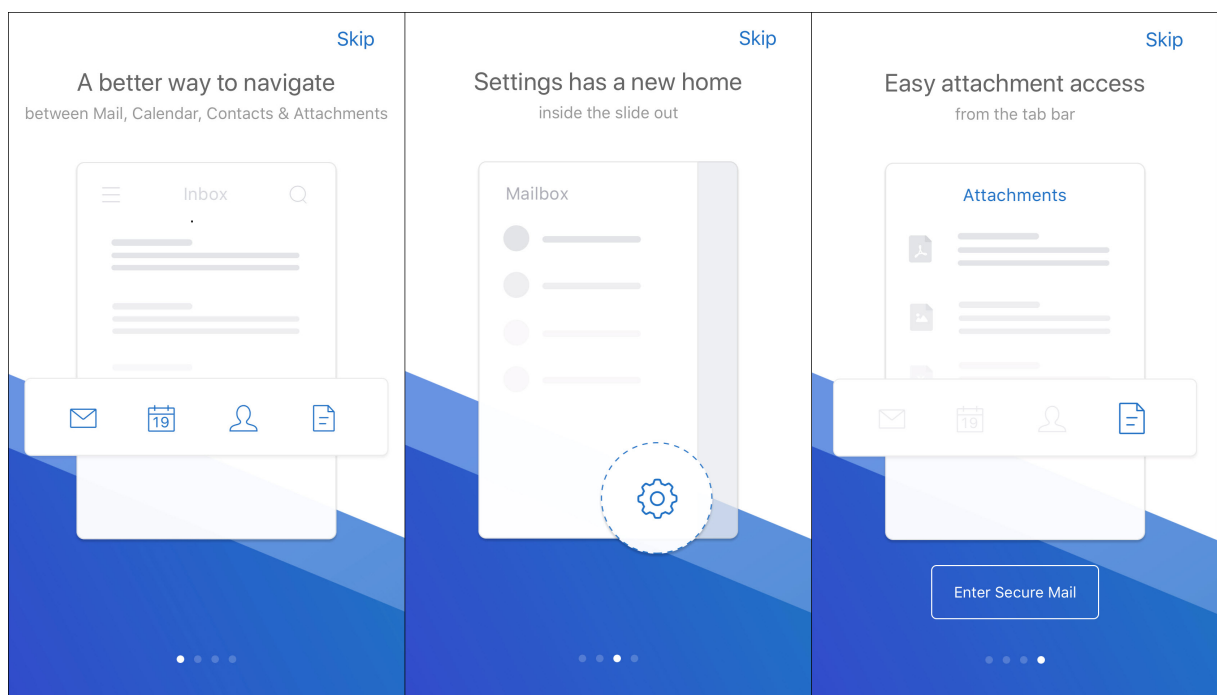 Skip
A better way to navigate
between Mail, Calendar, Contacts & Attachments
Inbox
19
Skip
Settings has a new home
inside the slide out
Mailbox
Skip
Easy attachment access
from the tab bar
Attachments
19
Enter Secure Mail